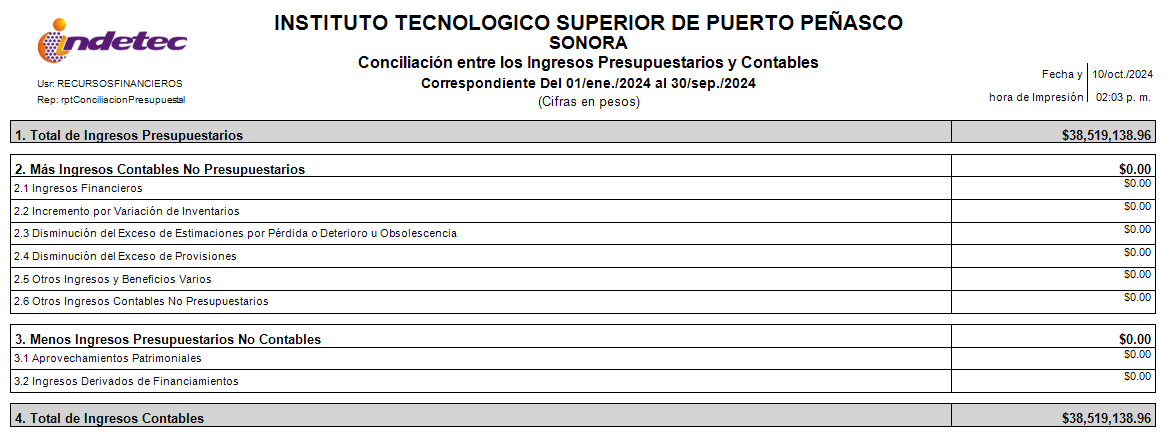 indetec
INSTITUTO TECNOLOGICO SUPERIOR DE PUERTO PEÑASCO
SONORA
Conciliación entre los Ingresos Presupuestarios y Contables
Correspondiente Del 01/ene./2024 al 30/sep./2024
(Cifras en pesos)
Usr: RECURSOSFINANCIEROS
Rep: rptConciliacionPresupuestal
Fecha y 10/oct./2024
hora de Impresión 02:03 p. m.
1. Total de Ingresos Presupuestarios $38,519,138.96
2. Más Ingresos Contables No Presupuestarios $0.00
2.1 Ingresos Financieros $0.00
2.2 Incremento por Variación de Inventarios $0.00
2.3 Disminución del Exceso de Estimaciones por Pérdida o Deterioro u Obsolescencia $0.00
2.4 Disminución del Exceso de Provisiones $0.00
2.5 Otros Ingresos y Beneficios Varios $0.00
2.6 Otros Ingresos Contables No Presupuestarios $0.00
3. Menos Ingresos Presupuestarios No Contables $0.00
3.1 Aprovechamientos Patrimoniales $0.00
3.2 Ingresos Derivados de Financiamientos $0.00
4. Total de Ingresos Contables $38,519,138.96